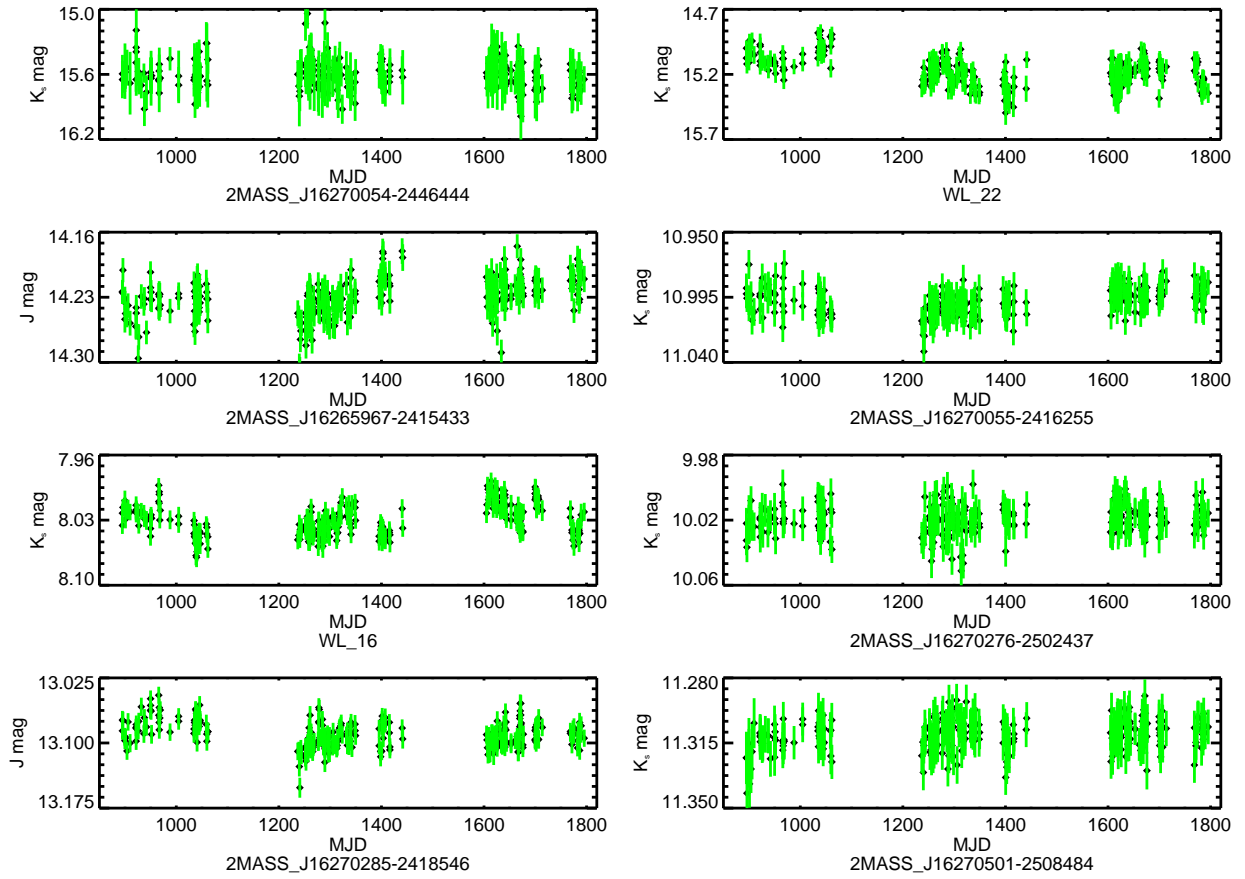 15.0
15.6
16.2
K_s mag
1000 1200 1400 1600 1800
MJD
2MASS_J16270054-2446444
14.7
15.2
15.7
K_s mag
1000 1200 1400 1600 1800
MJD
WL_22
14.16
14.23
14.30
J mag
1000 1200 1400 1600 1800
MJD
2MASS_J16265967-2415433
10.950
10.995
11.040
K_s mag
1000 1200 1400 1600 1800
MJD
2MASS_J16270055-2416255
7.96
8.03
8.10
K_s mag
1000 1200 1400 1600 1800
MJD
WL_16
9.98
10.02
10.06
K_s mag
1000 1200 1400 1600 1800
MJD
2MASS_J16270276-2502437
13.025
13.100
13.175
J mag
1000 1200 1400 1600 1800
MJD
2MASS_J16270285-2418546
11.280
11.315
11.350
K_s mag
1000 1200 1400 1600 1800
MJD
2MASS_J16270501-2508484